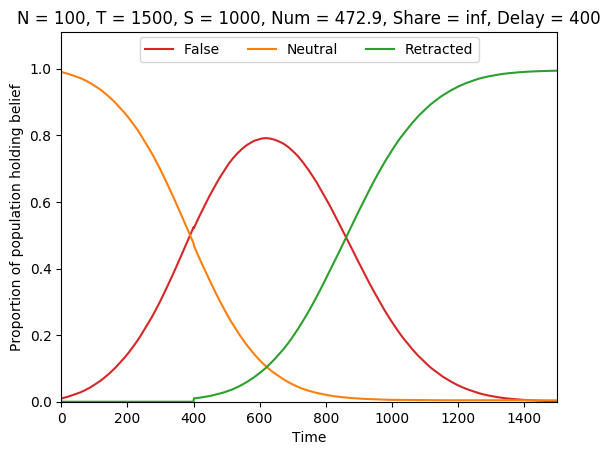 N = 100, T = 1500, S = 1000, Num = 472.9, Share = inf, Delay = 400
False Neutral Retracted
Proportion of population holding belief
1.0
0.8
0.6
0.4
0.2
0.0
0 200 400 600 800 1000 1200 1400
Time